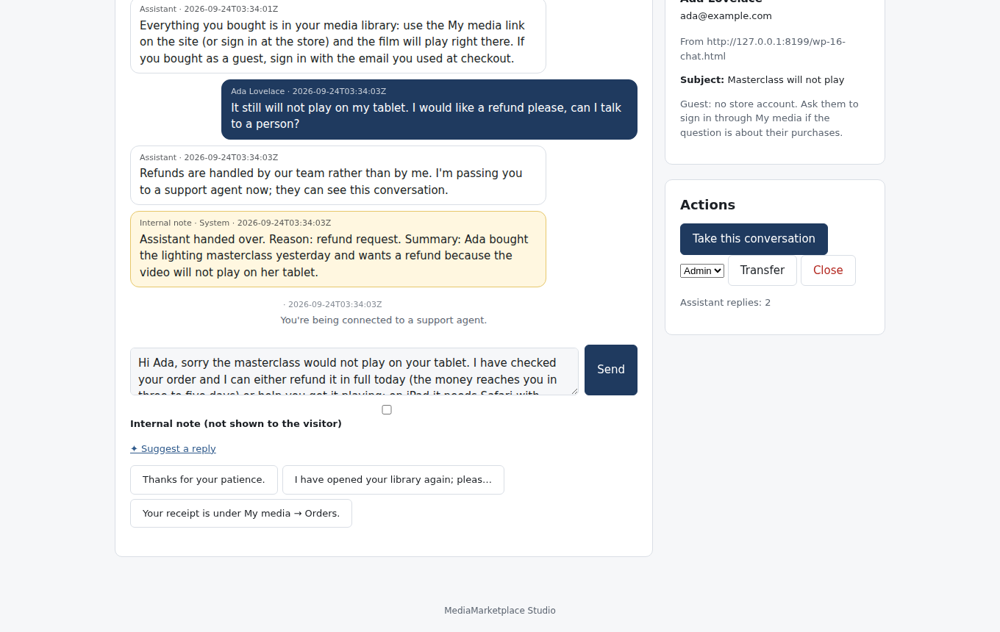 Assistant · 2026-09-24T03:34:01Z
Everything you bought is in your media library: use the My media link
on the site (or sign in at the store) and the film will play right there. If
you bought as a guest, sign in with the email you used at checkout.
Ada Lovelace · 2026-09-24T03:34:03Z
It still will not play on my tablet. I would like a refund please, can I talk
to a person?
Assistant · 2026-09-24T03:34:03Z
Refunds are handled by our team rather than by me. I'm passing you
to a support agent now; they can see this conversation.
Internal note · System · 2026-09-24T03:34:03Z
Assistant handed over. Reason: refund request. Summary: Ada bought
the lighting masterclass yesterday and wants a refund because the
video will not play on her tablet.
· 2026-09-24T03:34:03Z
You're being connected to a support agent.
Hi Ada, sorry the masterclass would not play on your tablet. I have checked
your order and I can either refund it in full today (the money reaches you in
three to five days) or help you get it playing: on iPad it needs Safari with
Send
Internal note (not shown to the visitor)
✦ Suggest a reply
Thanks for your patience.
I have opened your library again; pleas…
Your receipt is under My media → Orders.
Ada Lovelace
ada@example.com
From http://127.0.0.1:8199/wp-16-
chat.html
Subject: Masterclass will not play
Guest: no store account. Ask them to
sign in through My media if the
question is about their purchases.
Actions
Take this conversation
Admin
Transfer
Close
Assistant replies: 2
MediaMarketplace Studio